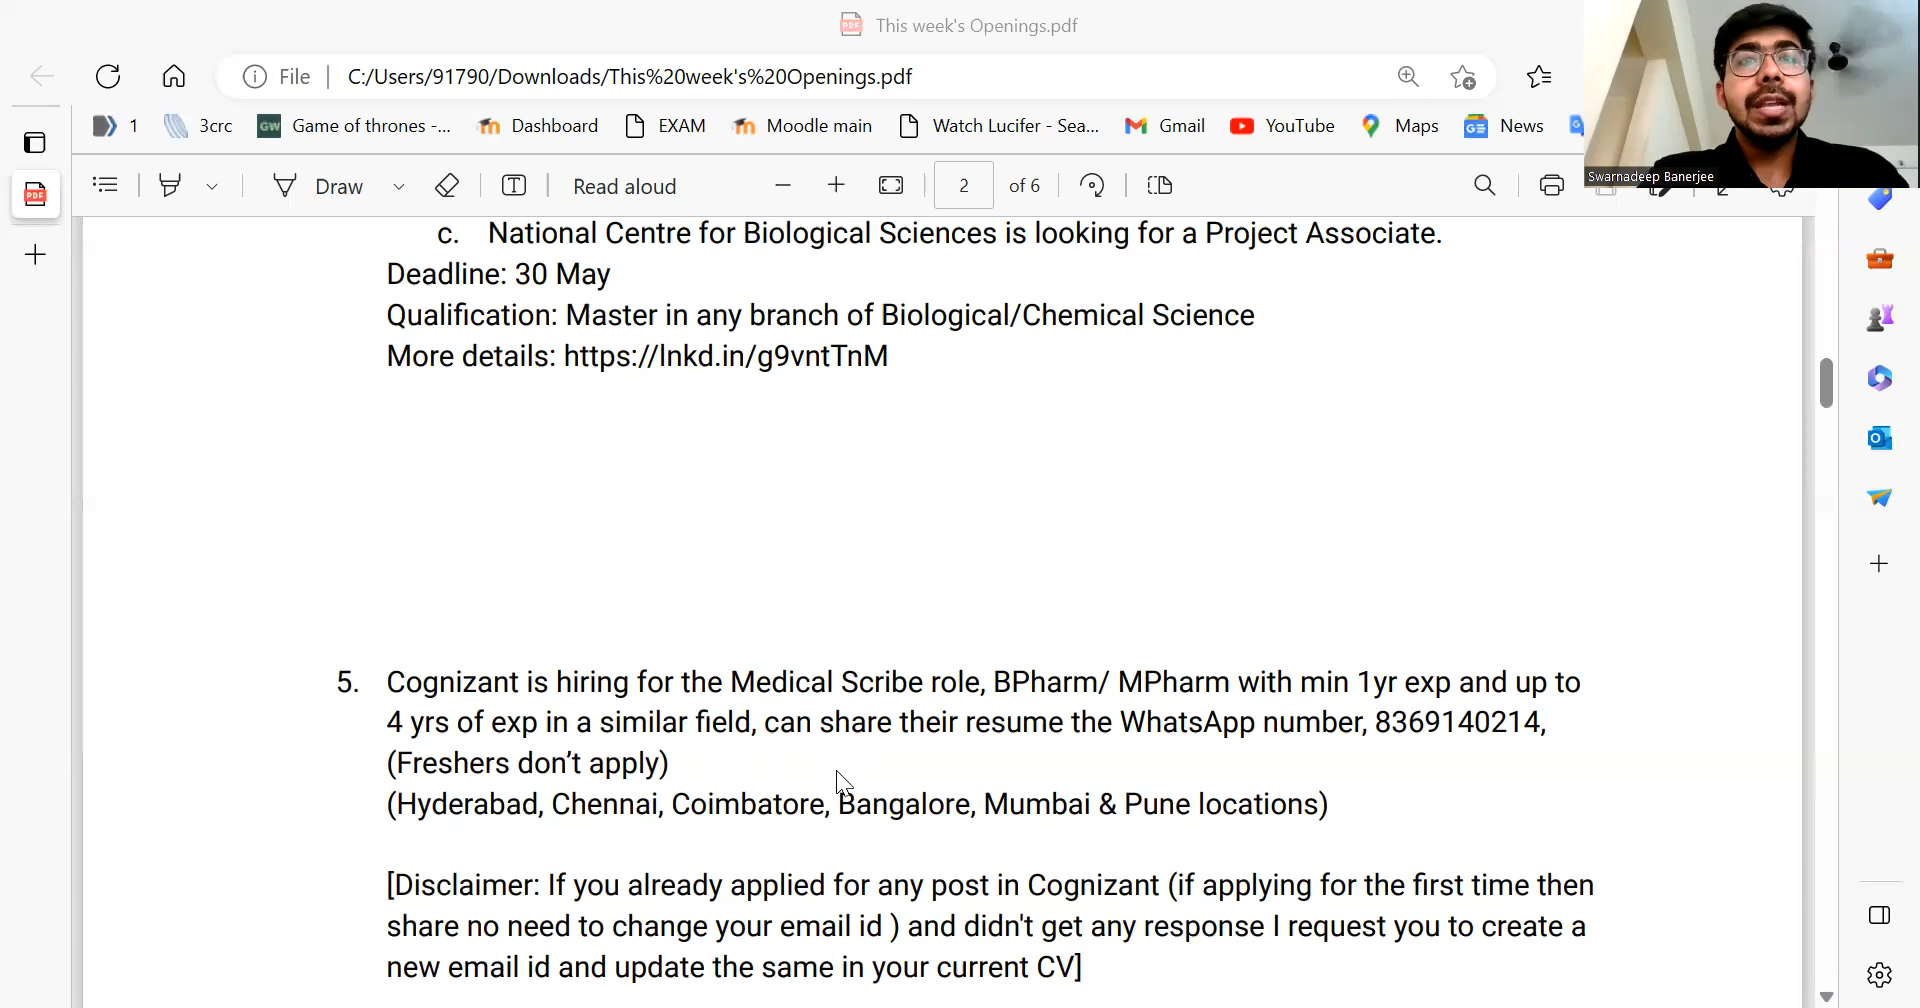 This week's Openings.pdf
File
C:/Users/91790/Downloads/This%20week's%20Openings.pdf
1
3crc
GW
Game of thrones -...
Dashboard
EXAM
Moodle main
Watch Lucifer - Sea...
Gmail
YouTube
Maps
GE
News
Swarnadeep Banerjee
PDF
Draw
Read aloud
2
of 6
c. National Centre for Biological Sciences is looking for a Project Associate.
Deadline: 30 May
Qualification: Master in any branch of Biological/Chemical Science
More details: https://lnkd.in/g9vntTnM
5. Cognizant is hiring for the Medical Scribe role, BPharm/ MPharm with min 1yr exp and up to
4 yrs of exp in a similar field, can share their resume the WhatsApp number, 8369140214,
(Freshers don’t apply)
(Hyderabad, Chennai, Coimbatore, Bangalore, Mumbai & Pune locations)
[Disclaimer: If you already applied for any post in Cognizant (if applying for the first time then
share no need to change your email id ) and didn't get any response I request you to create a
new email id and update the same in your current CV]